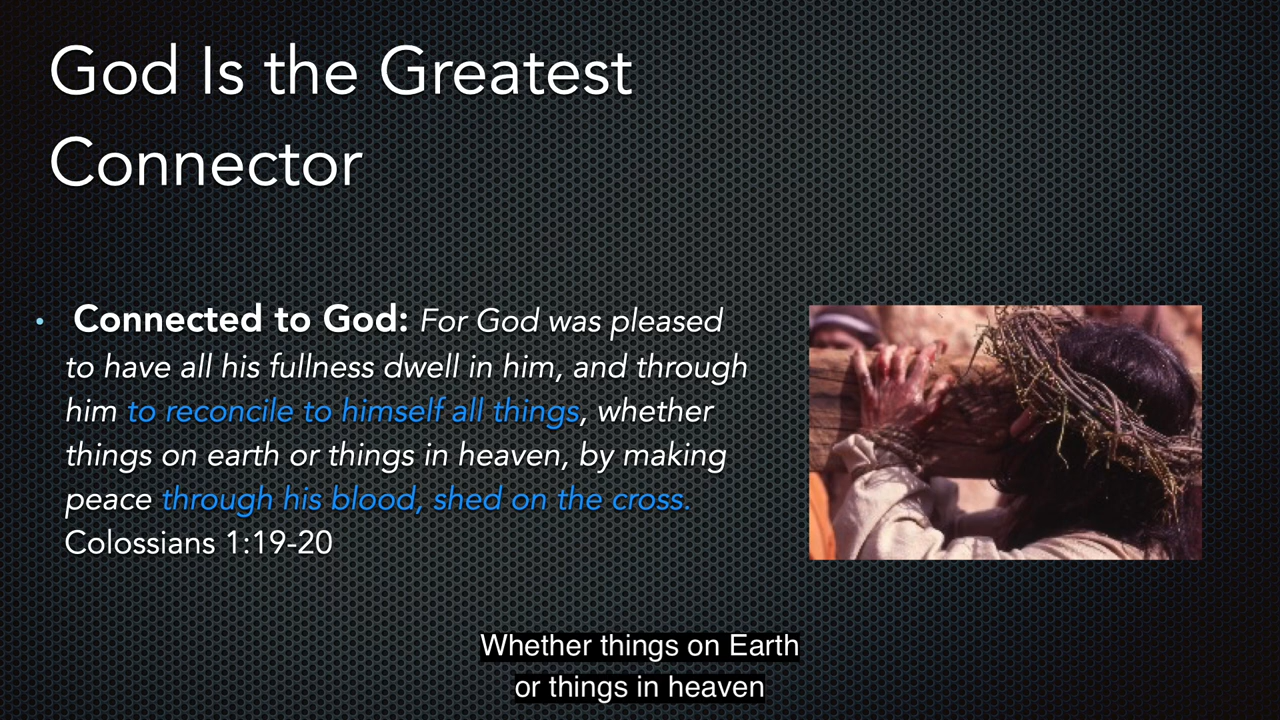 God Is the Greatest
Connector
• Connected to God: For God was pleased
to have all his fullness dwell in him, and through
him to reconcile to himself all things, whether
things on earth or things in heaven, by making
peace through his blood, shed on the cross.
Colossians 1:19-20
Whether things on Earth
or things in heaven